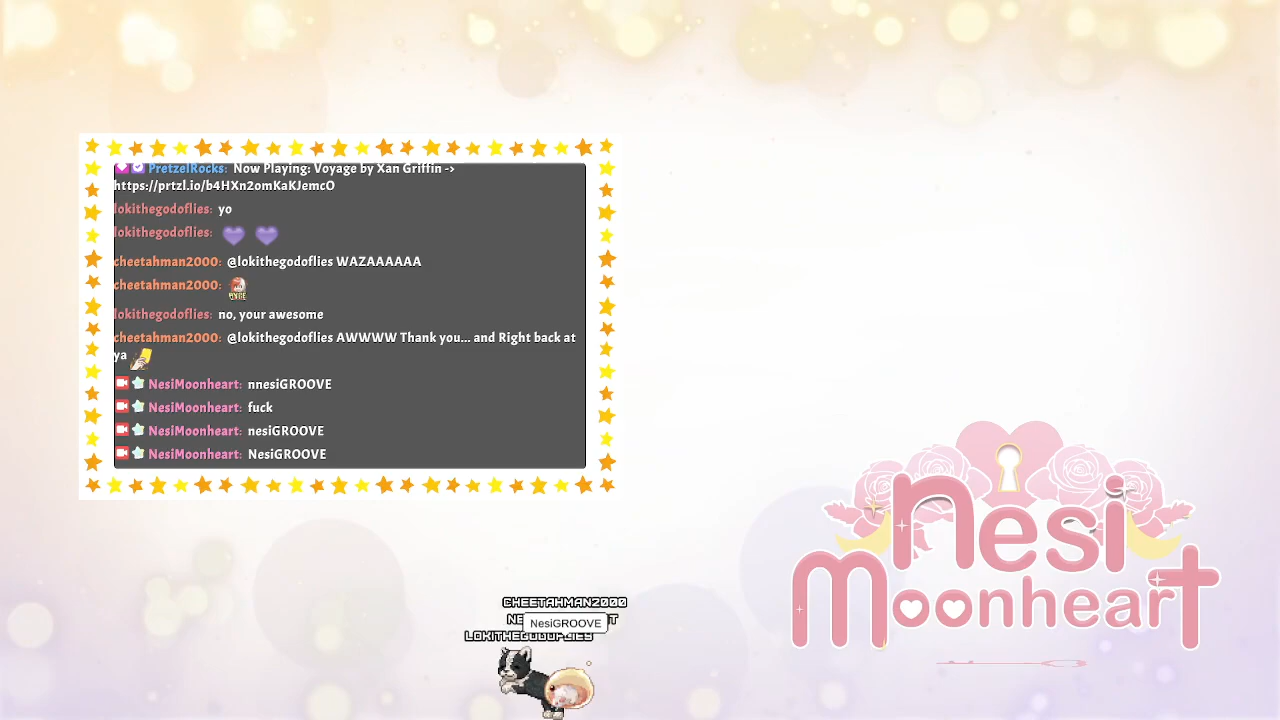 PretzelRocks: Now Playing: Voyage by Xan Griffin ->
https://prtzl.io/b4HXn2omKaKJemcO
lokithegodoflies: yo
lokithegodoflies:
cheetahman2000: @lokithegodoflies WAZAAAAAA
cheetahman2000:
lokithegodoflies: no, your awesome
cheetahman2000: @lokithegodoflies AWWWW Thank you... and Right back at
ya
NesiMoonheart: nnesiGROOVE
NesiMoonheart: fuck
NesiMoonheart: nesiGROOVE
NesiMoonheart: NesiGROOVE
nesi
Moonheart
CHEETAHMAN2000
NesiGROOVE
LOKITHEGODOFLIES